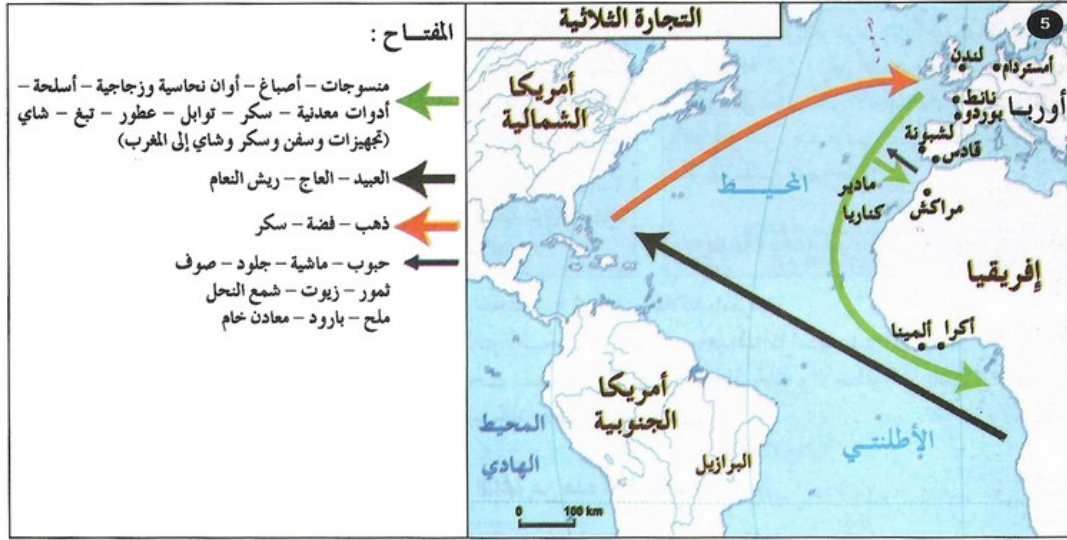 التجارة الثلاثية
5
المفتاح :
منسوجات – أصباغ – أوان نحاسية وزجاجية – أسلحة –
أدوات معدنية – سكر – توابل – عطور – تبغ – شاي
(تجهيزات وسفن وسكر وشاي إلى المغرب)
العبيد – العاج – ريش النعام
ذهب – فضة – سكر
حبوب – ماشية – جلود – صوف
ثمور – زيوت – شمع النحل
ملح – بارود – معادن خام
أمريكا
الشمالية
لندن
أمستردام
نانط
بوردو
أوربا
لشبونة
قادس
مادير
كناريا
مراكش
المحيط
إفريقيا
أكرا
ألمينا
أمريكا
الجنوبية
المحيط
الهادي
البرازيل
الأطلنتي
0 100 km